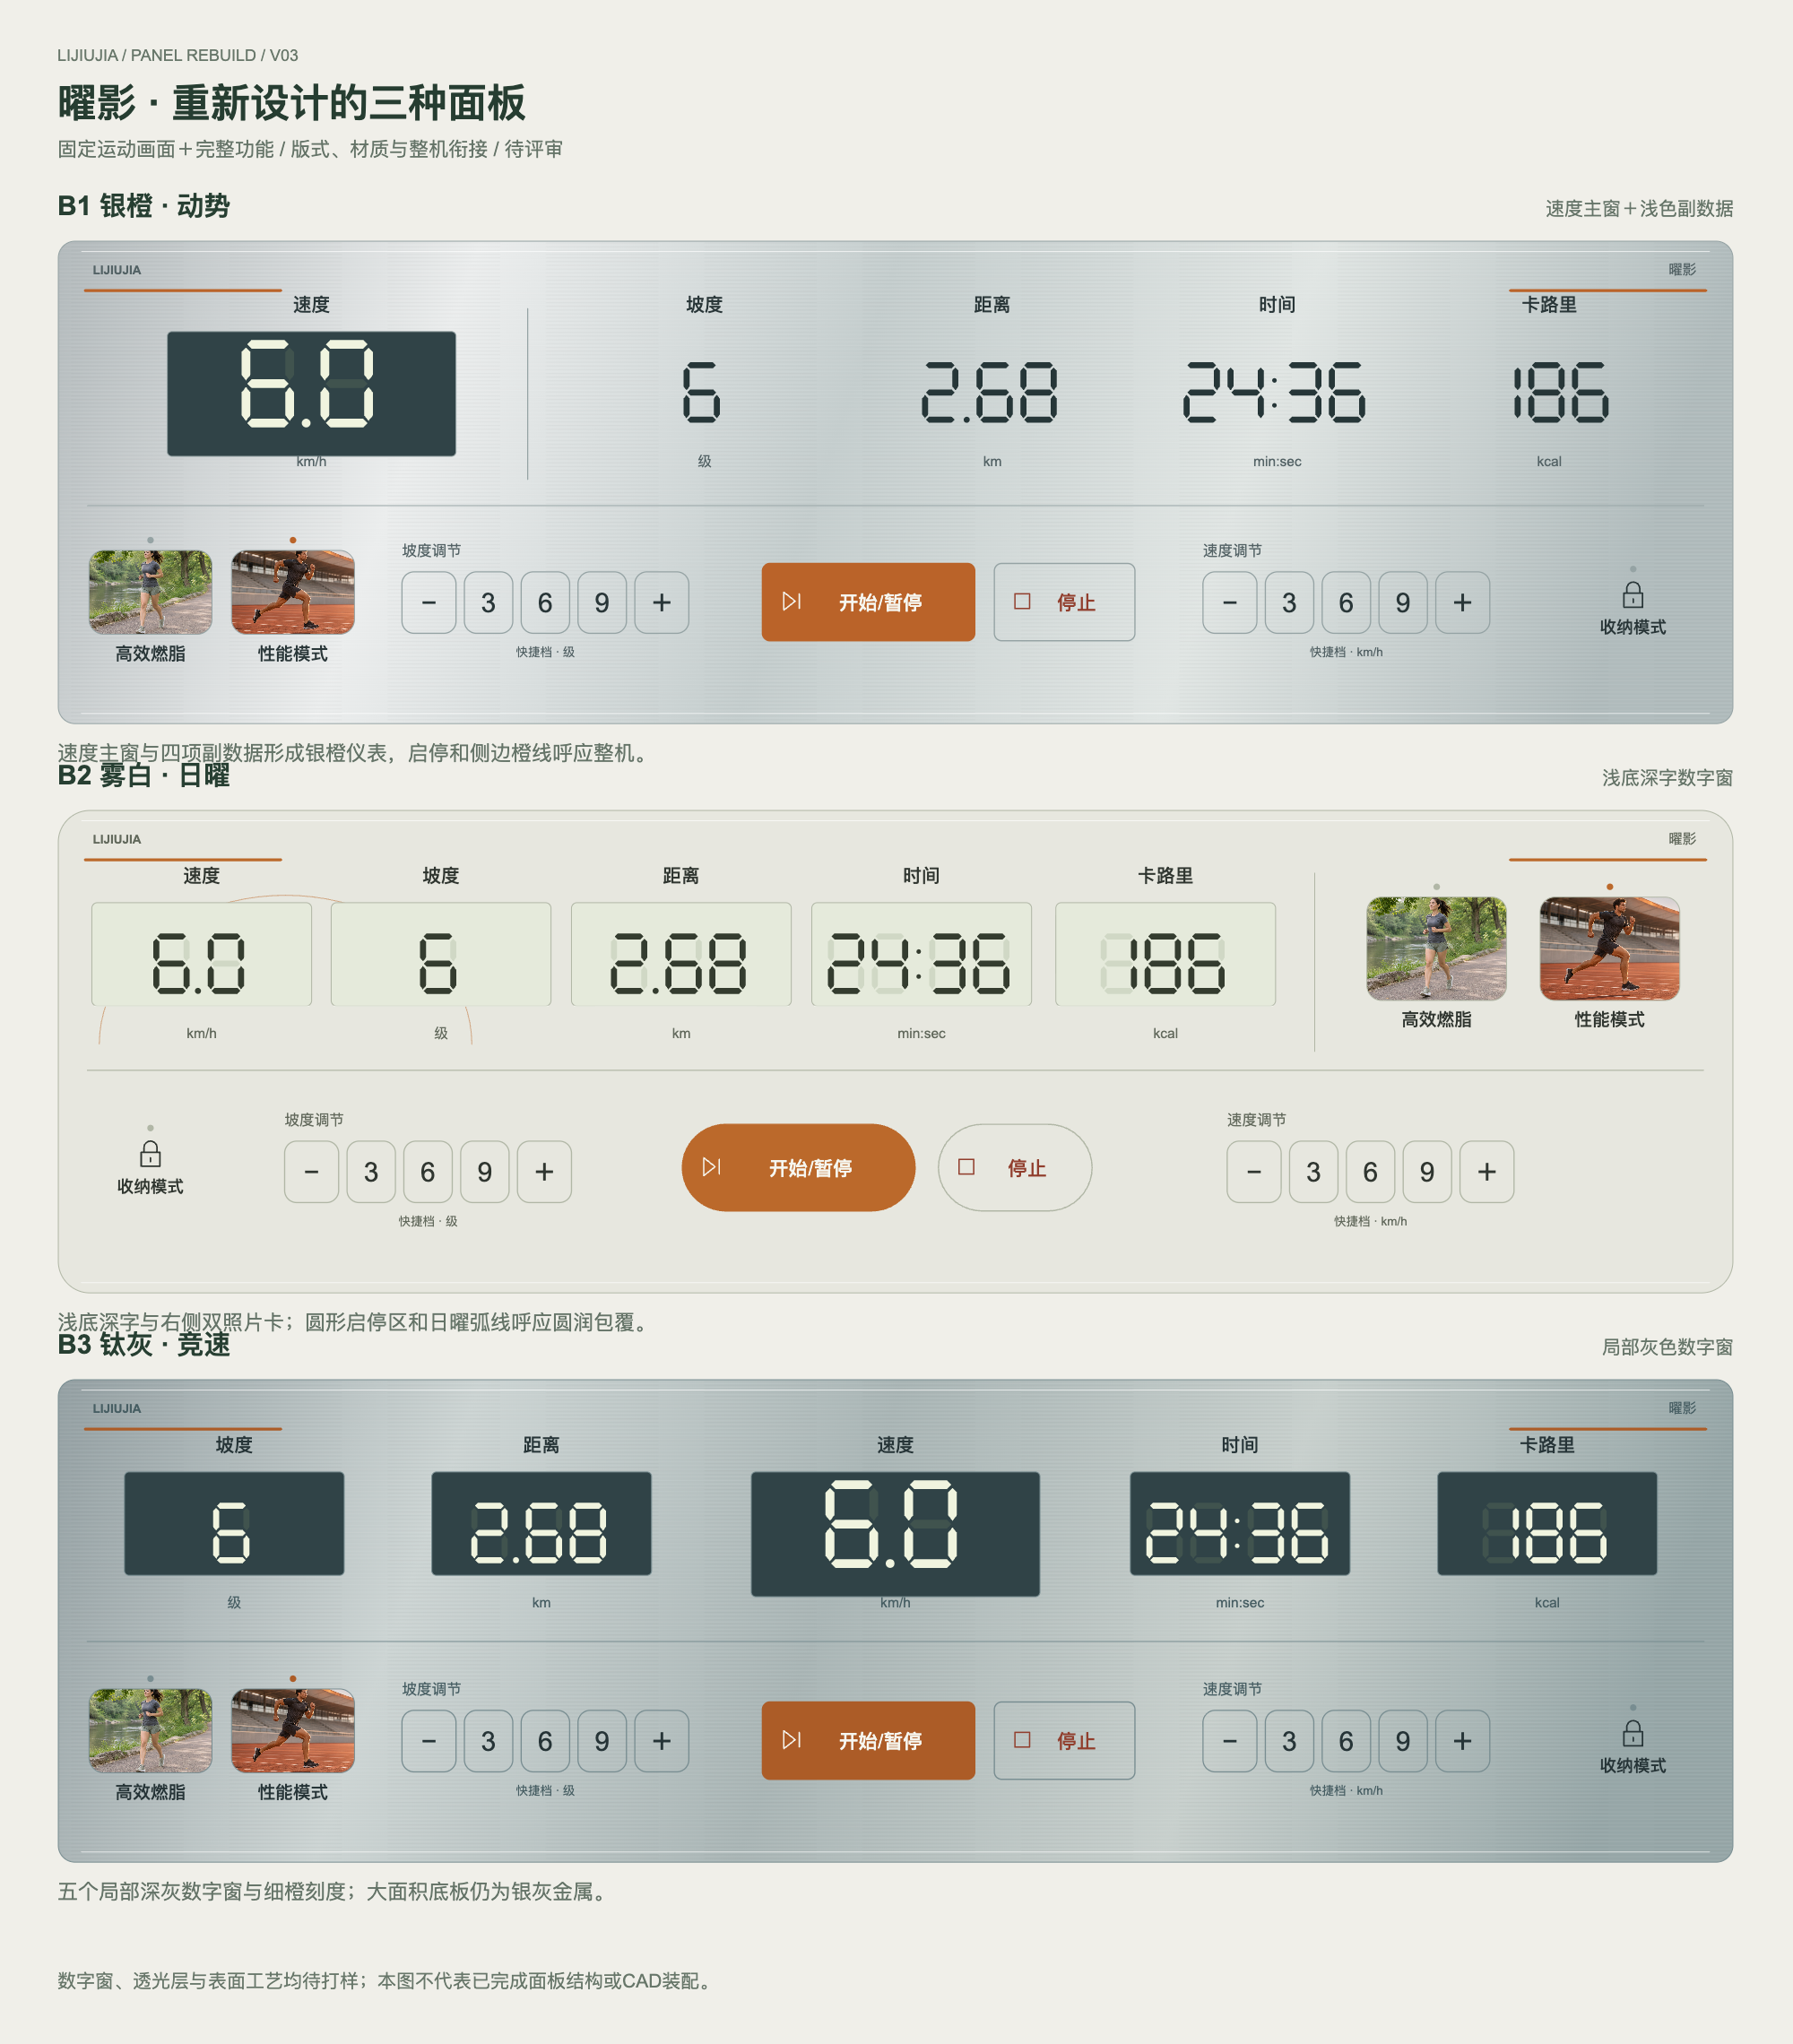 LIJIUJIA / PANEL REBUILD / V03
曜影 · 重新设计的三种面板
固定运动画面＋完整功能 / 版式、材质与整机衔接 / 待评审
B1 银橙 · 动势
速度主窗＋浅色副数据
LIJIUJIA
曜影
速度 坡度 距离 时间 卡路里
6.0 6 2.68 24:36 186
km/h 级 km min:sec kcal
坡度调节 速度调节
− 3 6 9 + 开始/暂停 停止 − 3 6 9 +
收纳模式
高效燃脂 性能模式 快捷档 · 级 快捷档 · km/h
速度主窗与四项副数据形成银橙仪表，启停和侧边橙线呼应整机。
B2 雾白 · 日曜
浅底深字数字窗
LIJIUJIA
曜影
速度 坡度 距离 时间 卡路里
6.0 6 2.68 24:36 186
高效燃脂 性能模式
km/h 级 km min:sec kcal
坡度调节 速度调节
− 3 6 9 + 开始/暂停 停止 − 3 6 9 +
收纳模式
快捷档 · 级 快捷档 · km/h
浅底深字与右侧双照片卡；圆形启停区和日曜弧线呼应圆润包覆。
B3 钛灰 · 竞速
局部灰色数字窗
LIJIUJIA
曜影
坡度 距离 速度 时间 卡路里
6 2.68 6.0 24:36 186
级 km km/h min:sec kcal
坡度调节 速度调节
− 3 6 9 + 开始/暂停 停止 − 3 6 9 +
收纳模式
高效燃脂 性能模式 快捷档 · 级 快捷档 · km/h
五个局部深灰数字窗与细橙刻度；大面积底板仍为银灰金属。
数字窗、透光层与表面工艺均待打样；本图不代表已完成面板结构或CAD装配。